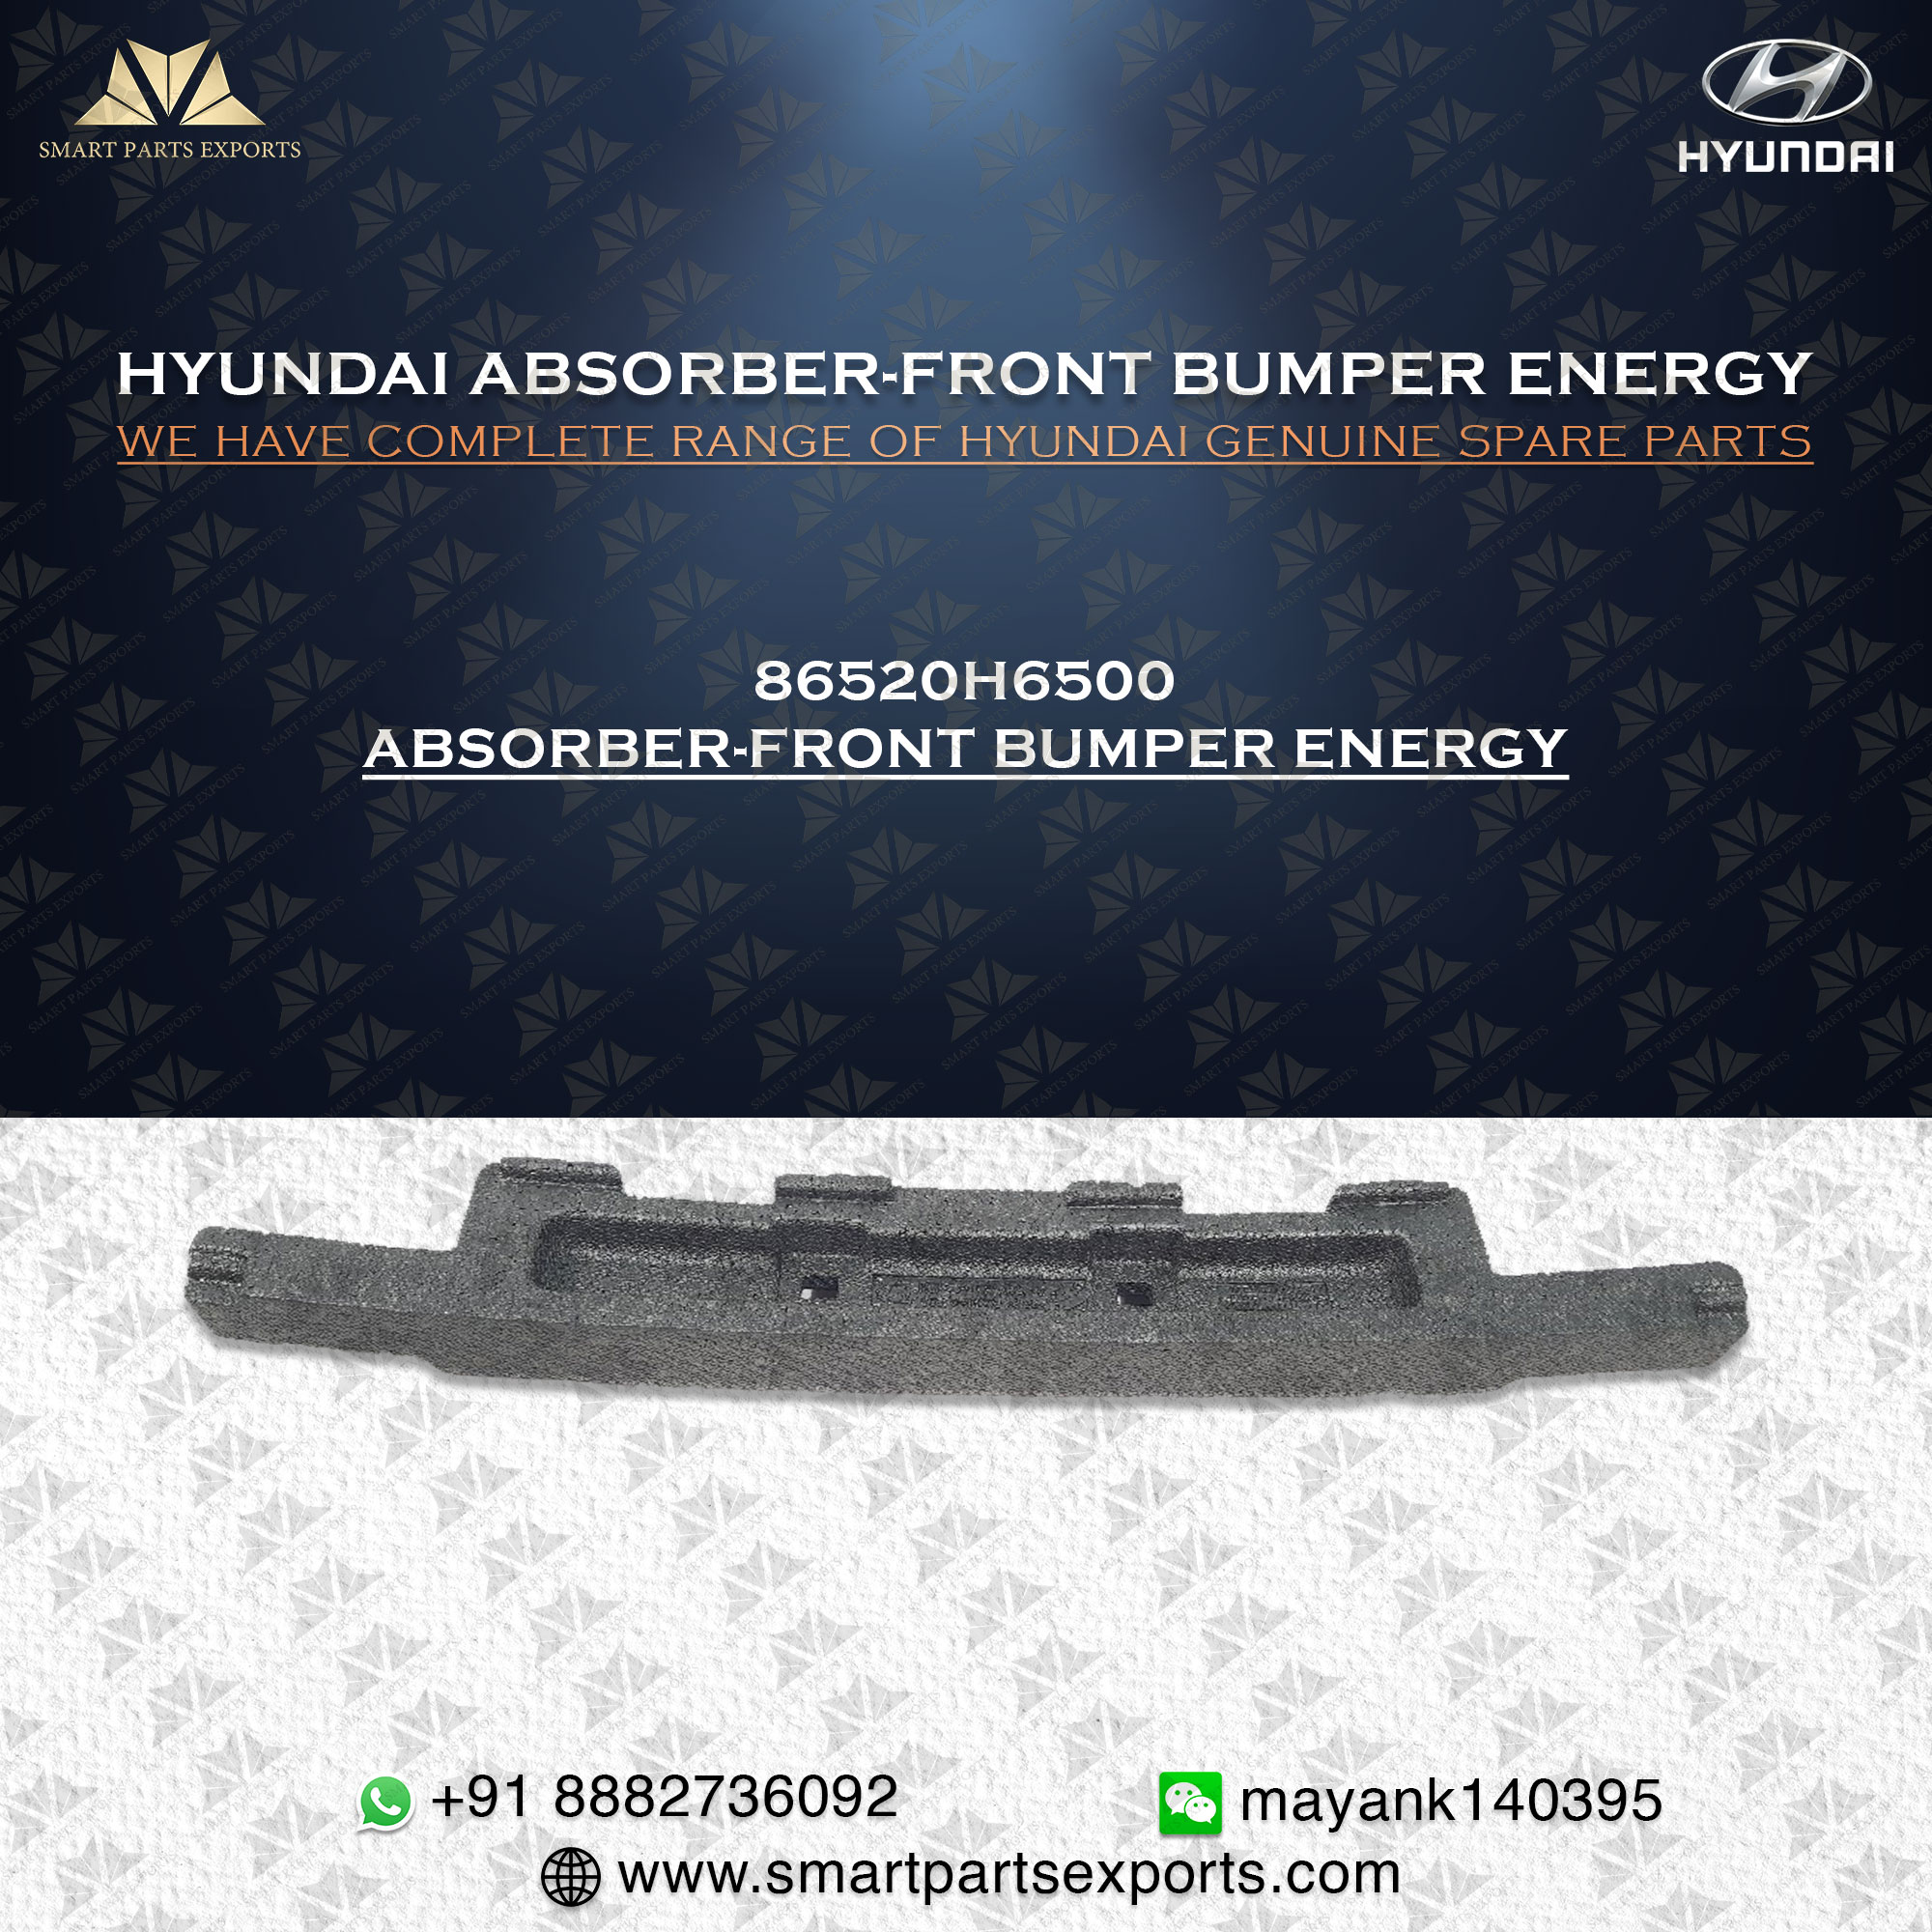 SMART PARTS EXPORTS
HYUNDAI
HYUNDAI ABSORBER-FRONT BUMPER ENERGY
WE HAVE COMPLETE RANGE OF HYUNDAI GENUINE SPARE PARTS
86520H6500
ABSORBER-FRONT BUMPER ENERGY
+91 8882736092
mayank140395
www.smartpartsexports.com